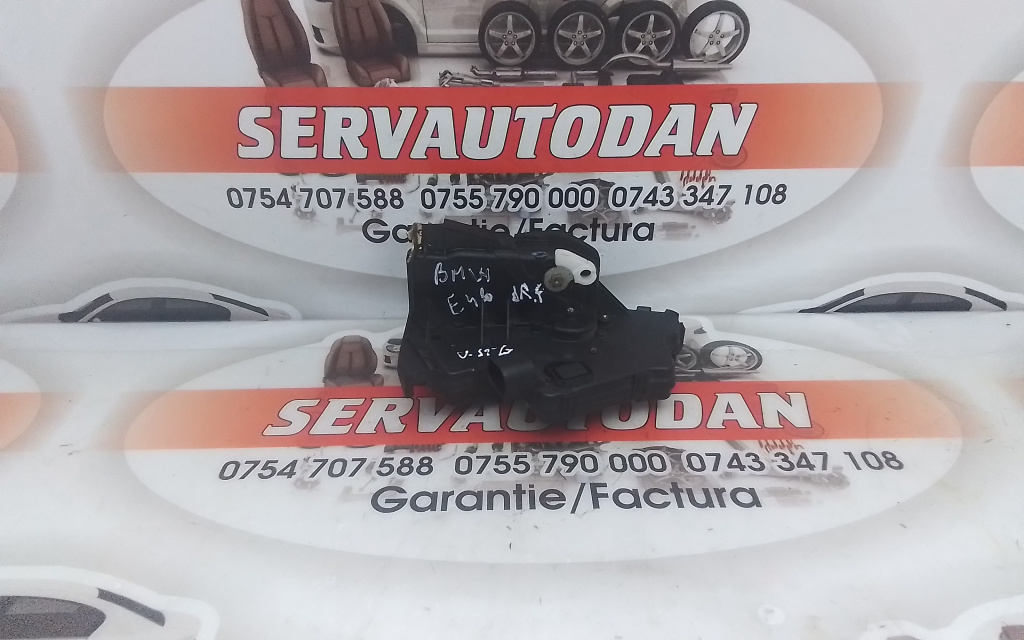 SERVAUTODAN
0754 707 588 0755 790 000 0743 347 108
Garantie/Factura
BMW
E46 dR.f
V-ST-G
SERVAUTODAN
0754 707 588 0755 790 000 0743 347 108
Garantie/Factura